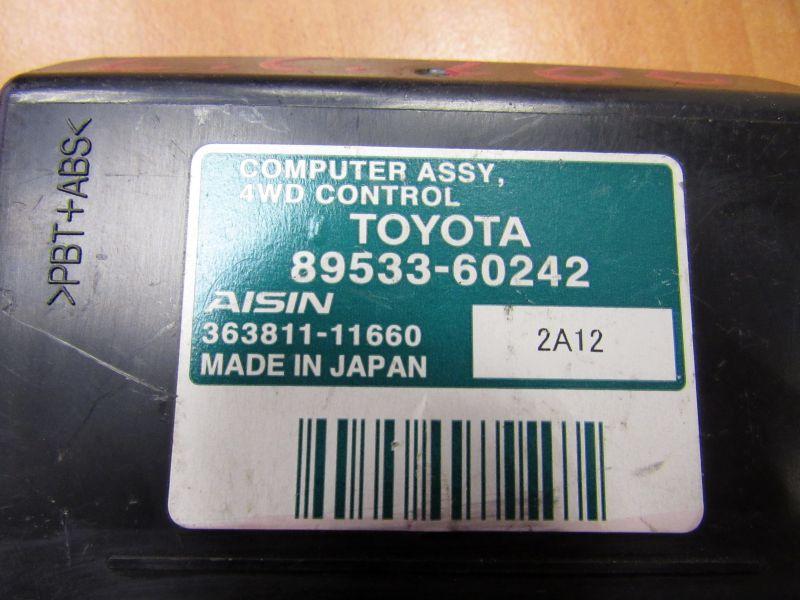 >PBT+ABS<
COMPUTER ASSY,
4WD CONTROL
TOYOTA
89533-60242
AISIN
363811-11660
2A12
MADE IN JAPAN